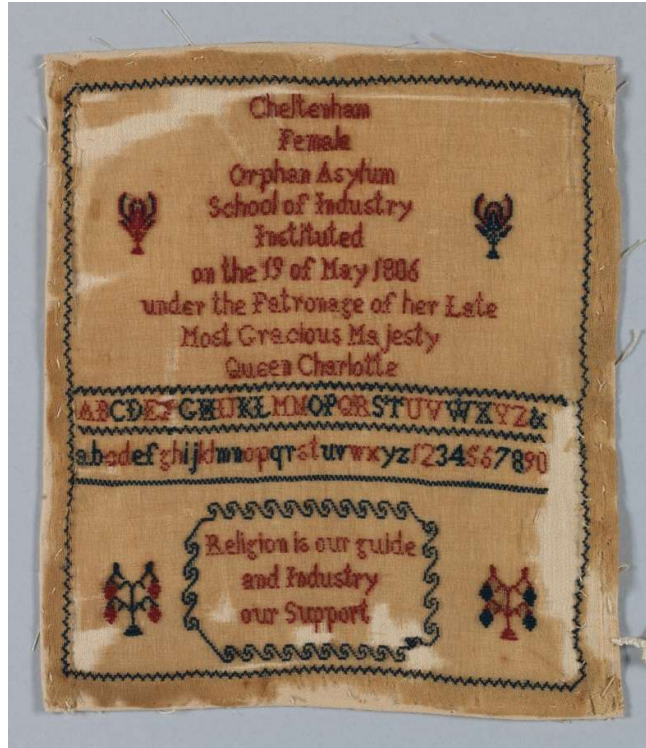 Cheltenham
Female
Orphan Asylum
School of Industry
Instituted
on the 19 of May 1806
under the Patronage of her Late
Most Gracious Majesty
Queen Charlotte
ABCDEFGHIJKLMNOPQRSTUVWXYZ&
abcdefghijklmnopqrstuvwxyz1234567890
Religion is our guide
and Industry
our Support